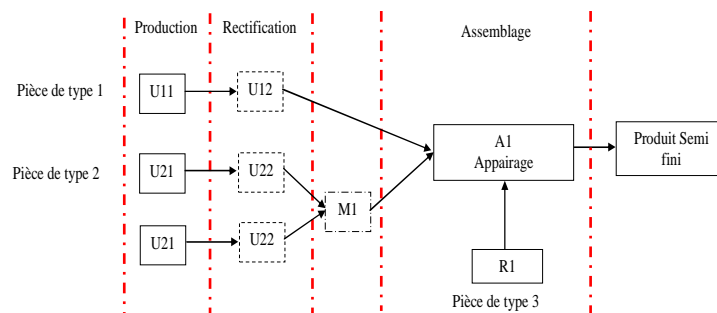 Production
Rectification
Assemblage
Pièce de type 1
U11
U12
A1
Appairage
Produit Semi
fini
Pièce de type 2
U21
U22
M1
U21
U22
R1
Pièce de type 3